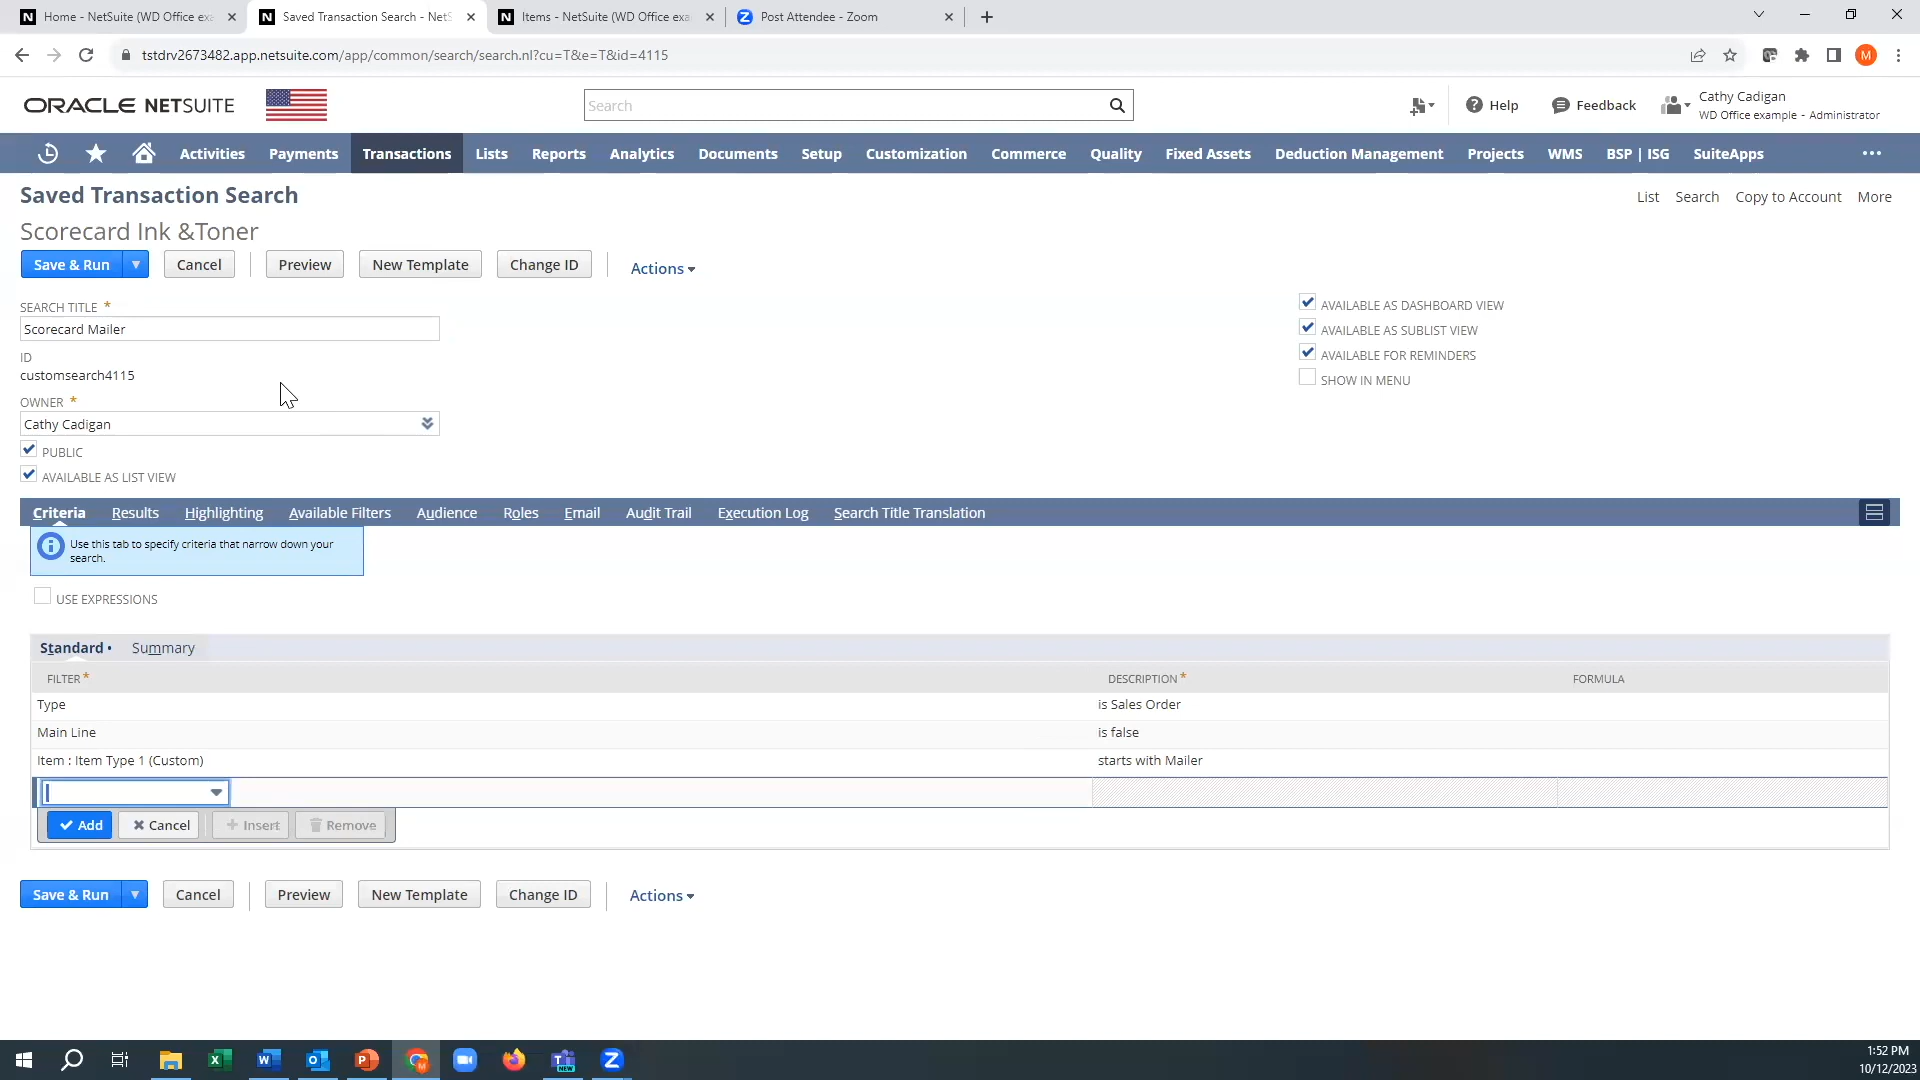 Home - NetSuite (WD Office exa
Saved Transaction Search - NetS
Items - NetSuite (WD Office exa
Post Attendee - Zoom
tstdrv2673482.app.netsuite.com/app/common/search/search.nl?cu=T&e=T&id=4115
M
ORACLE NETSUITE
Search
Help
Feedback
Cathy Cadigan
WD Office example - Administrator
Activities Payments Transactions Lists Reports Analytics Documents Setup Customization Commerce Quality Fixed Assets Deduction Management Projects WMS BSP | ISG SuiteApps
Saved Transaction Search
List Search Copy to Account More
Scorecard Ink &Toner
Save & Run Cancel Preview New Template Change ID Actions
SEARCH TITLE *
Scorecard Mailer
ID
customsearch4115
OWNER *
Cathy Cadigan
PUBLIC
AVAILABLE AS LIST VIEW
AVAILABLE AS DASHBOARD VIEW
AVAILABLE AS SUBLIST VIEW
AVAILABLE FOR REMINDERS
SHOW IN MENU
Criteria Results Highlighting Available Filters Audience Roles Email Audit Trail Execution Log Search Title Translation
Use this tab to specify criteria that narrow down your
search.
USE EXPRESSIONS
Standard • Summary
FILTER * DESCRIPTION * FORMULA
Type is Sales Order
Main Line is false
Item : Item Type 1 (Custom) starts with Mailer
Add Cancel Insert Remove
Save & Run Cancel Preview New Template Change ID Actions
1:52 PM
10/12/2023